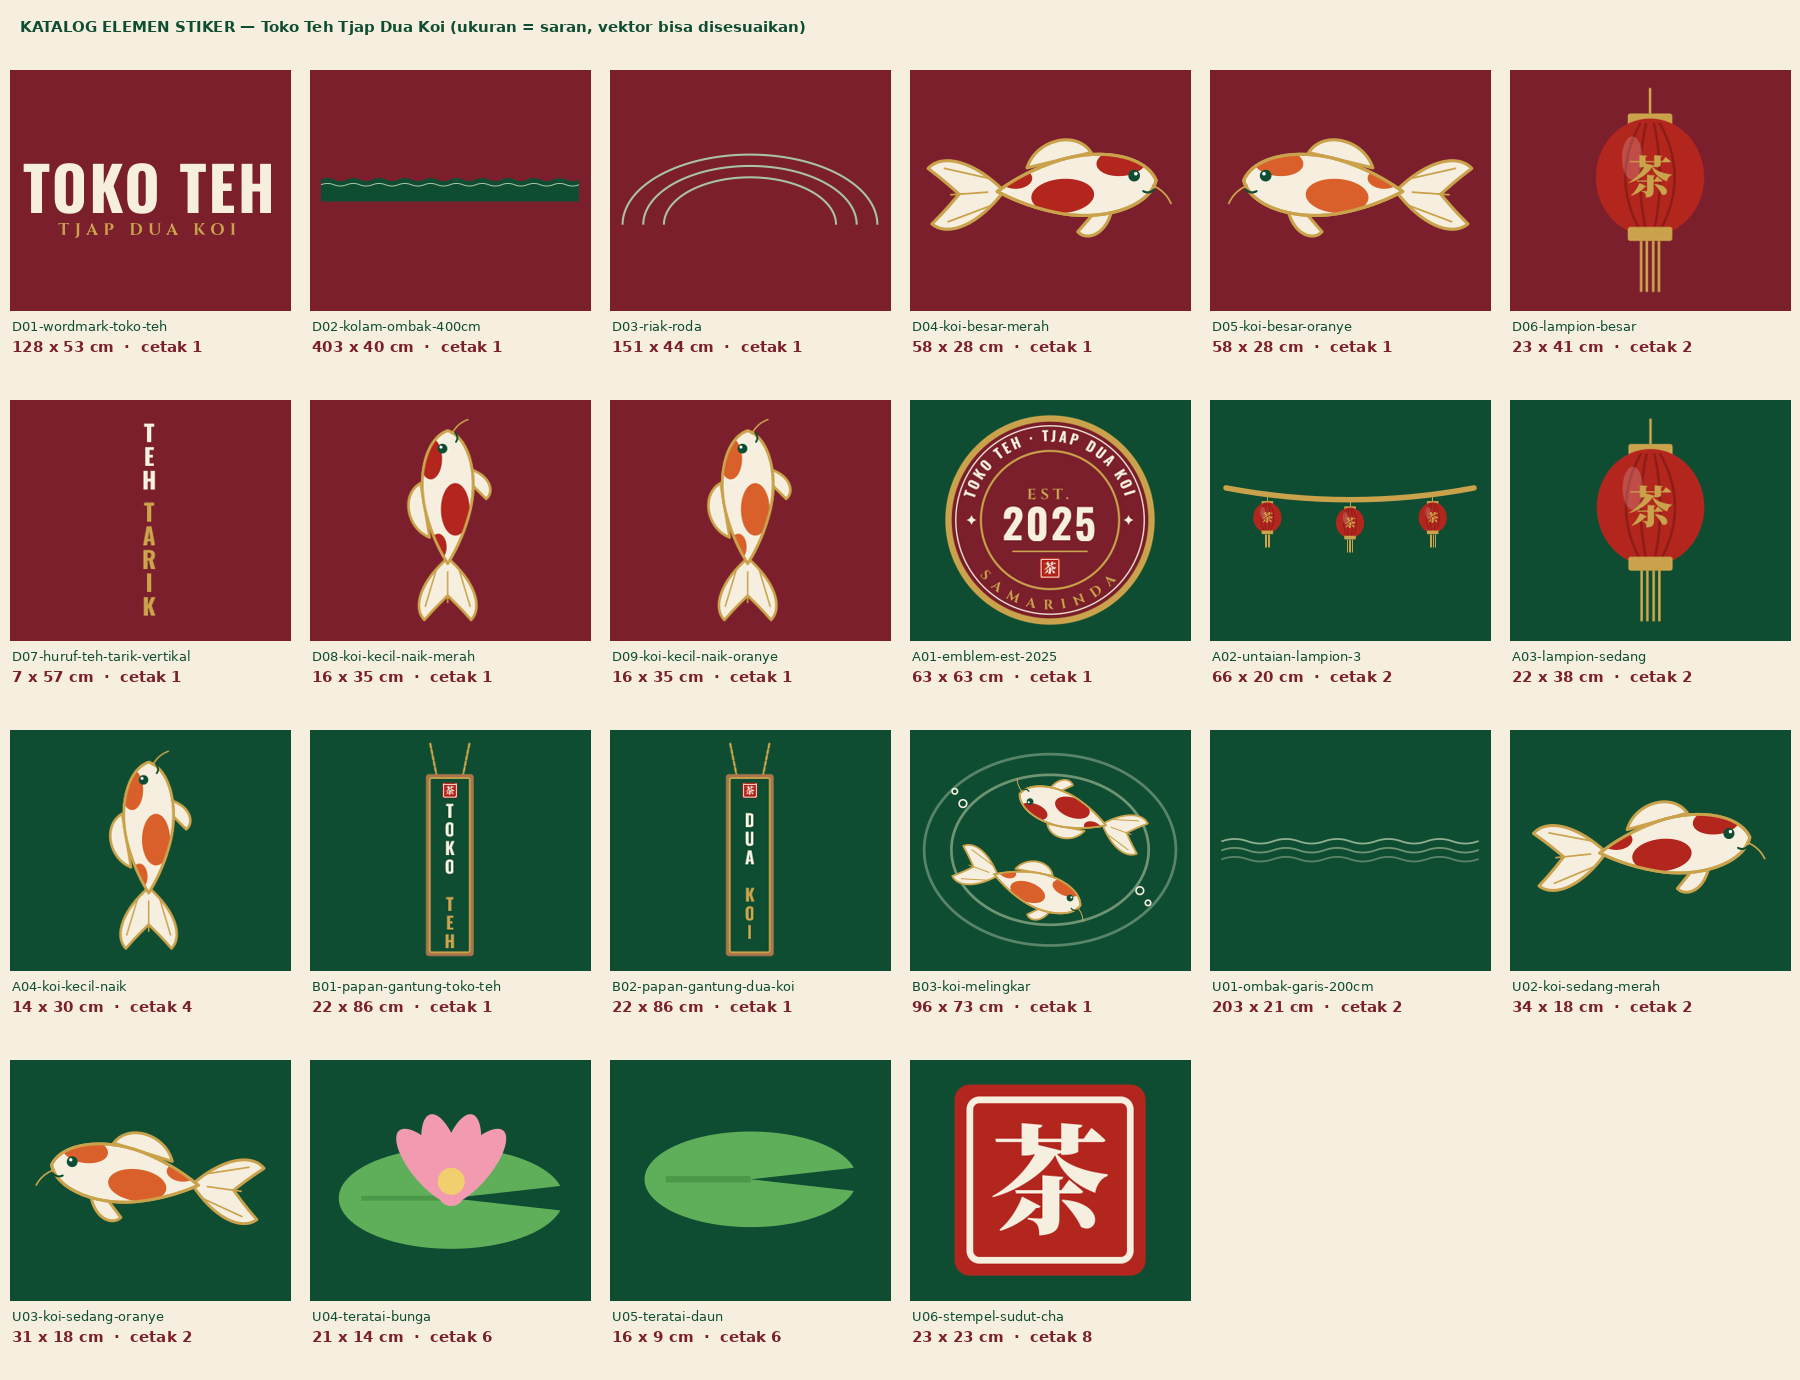 KATALOG ELEMEN STIKER — Toko Teh Tjap Dua Koi (ukuran = saran, vektor bisa disesuaikan)
TOKO TEH
TJAP DUA KOI
茶
D01-wordmark-toko-teh
128 x 53 cm · cetak 1
D02-kolam-ombak-400cm
403 x 40 cm · cetak 1
D03-riak-roda
151 x 44 cm · cetak 1
D04-koi-besar-merah
58 x 28 cm · cetak 1
D05-koi-besar-oranye
58 x 28 cm · cetak 1
D06-lampion-besar
23 x 41 cm · cetak 2
TEH TARIK
TOKO TEH · TJAP DUA KOI
EST.
2025
茶
SAMARINDA
茶
茶
茶
茶
D07-huruf-teh-tarik-vertikal
7 x 57 cm · cetak 1
D08-koi-kecil-naik-merah
16 x 35 cm · cetak 1
D09-koi-kecil-naik-oranye
16 x 35 cm · cetak 1
A01-emblem-est-2025
63 x 63 cm · cetak 1
A02-untaian-lampion-3
66 x 20 cm · cetak 2
A03-lampion-sedang
22 x 38 cm · cetak 2
茶
TOKO TEH
茶
DUA KOI
A04-koi-kecil-naik
14 x 30 cm · cetak 4
B01-papan-gantung-toko-teh
22 x 86 cm · cetak 1
B02-papan-gantung-dua-koi
22 x 86 cm · cetak 1
B03-koi-melingkar
96 x 73 cm · cetak 1
U01-ombak-garis-200cm
203 x 21 cm · cetak 2
U02-koi-sedang-merah
34 x 18 cm · cetak 2
茶
U03-koi-sedang-oranye
31 x 18 cm · cetak 2
U04-teratai-bunga
21 x 14 cm · cetak 6
U05-teratai-daun
16 x 9 cm · cetak 6
U06-stempel-sudut-cha
23 x 23 cm · cetak 8